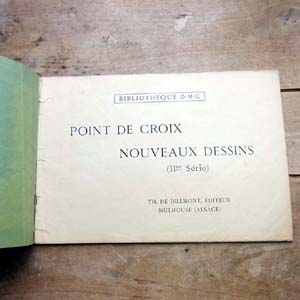 BIBLIOTHÈQUE D·M·C
POINT DE CROIX
NOUVEAUX DESSINS
(IIme Série)
TH. DE DILLMONT, ÉDITEUR
MULHOUSE (ALSACE)